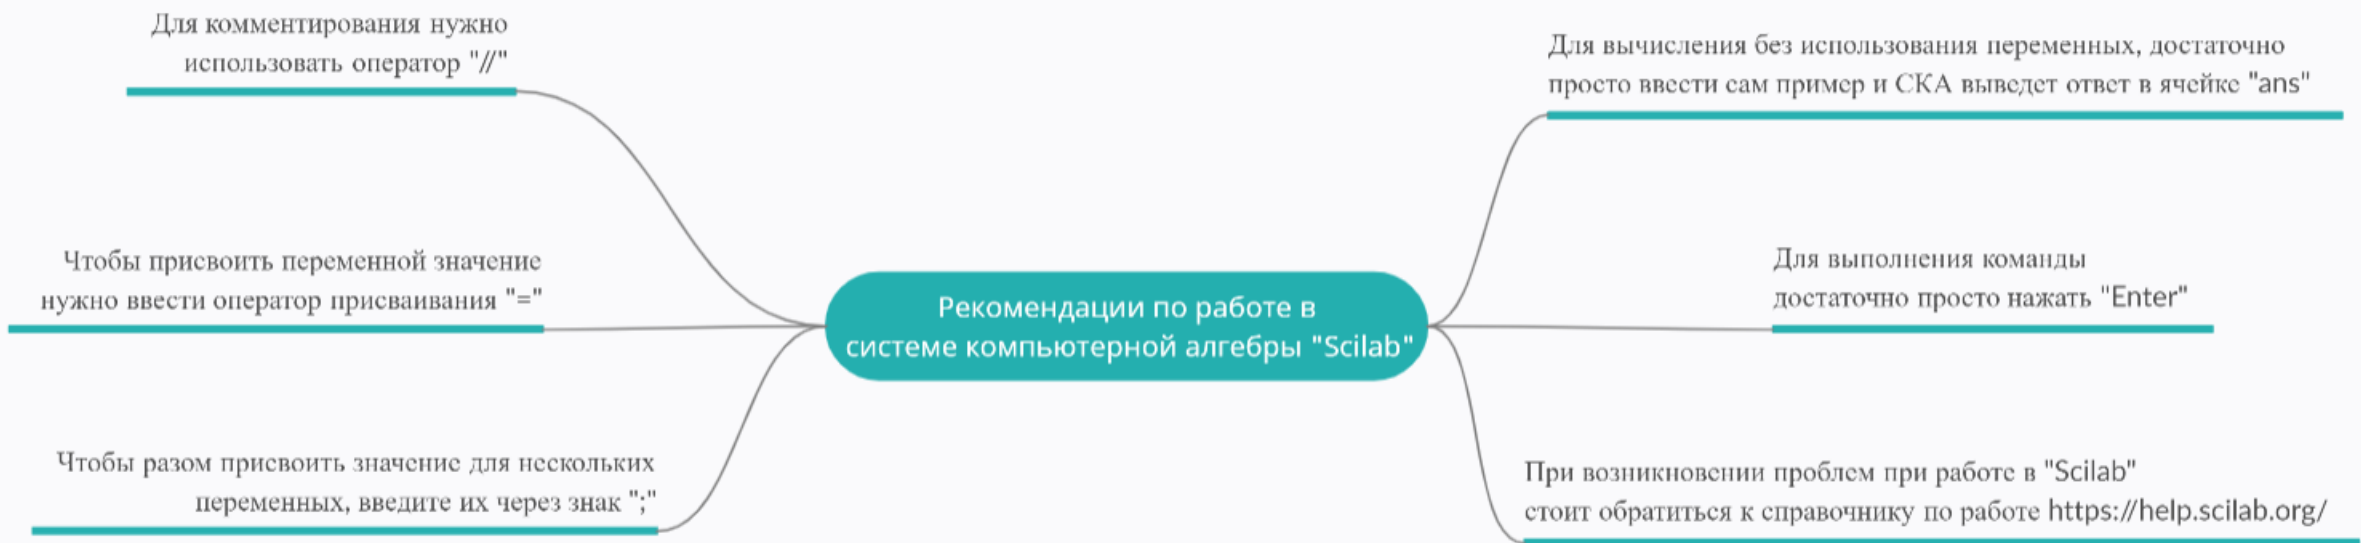 Для комментирования нужно
использовать оператор "//"
Чтобы присвоить переменной значение
нужно ввести оператор присваивания "="
Чтобы разом присвоить значение для нескольких
переменных, введите их через знак ";"
Рекомендации по работе в
системе компьютерной алгебры "Scilab"
Для вычисления без использования переменных, достаточно
просто ввести сам пример и СКА выведет ответ в ячейке "ans"
Для выполнения команды
достаточно просто нажать "Enter"
При возникновении проблем при работе в "Scilab"
стоит обратиться к справочнику по работе https://help.scilab.org/